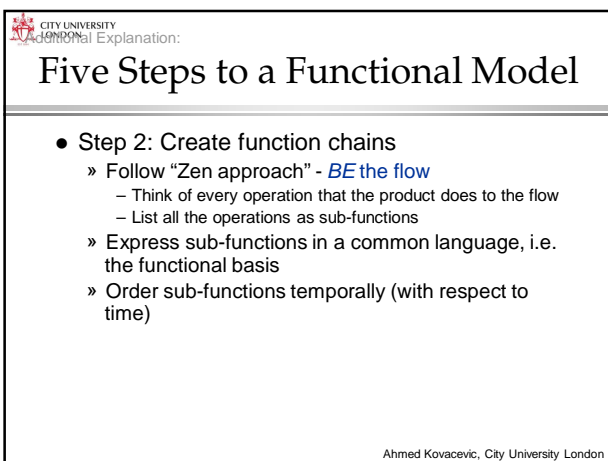 CITY UNIVERSITY
LONDON
Additional Explanation:
Five Steps to a Functional Model
● Step 2: Create function chains
» Follow “Zen approach” - BE the flow
– Think of every operation that the product does to the flow
– List all the operations as sub-functions
» Express sub-functions in a common language, i.e.
the functional basis
» Order sub-functions temporally (with respect to
time)
Ahmed Kovacevic, City University London